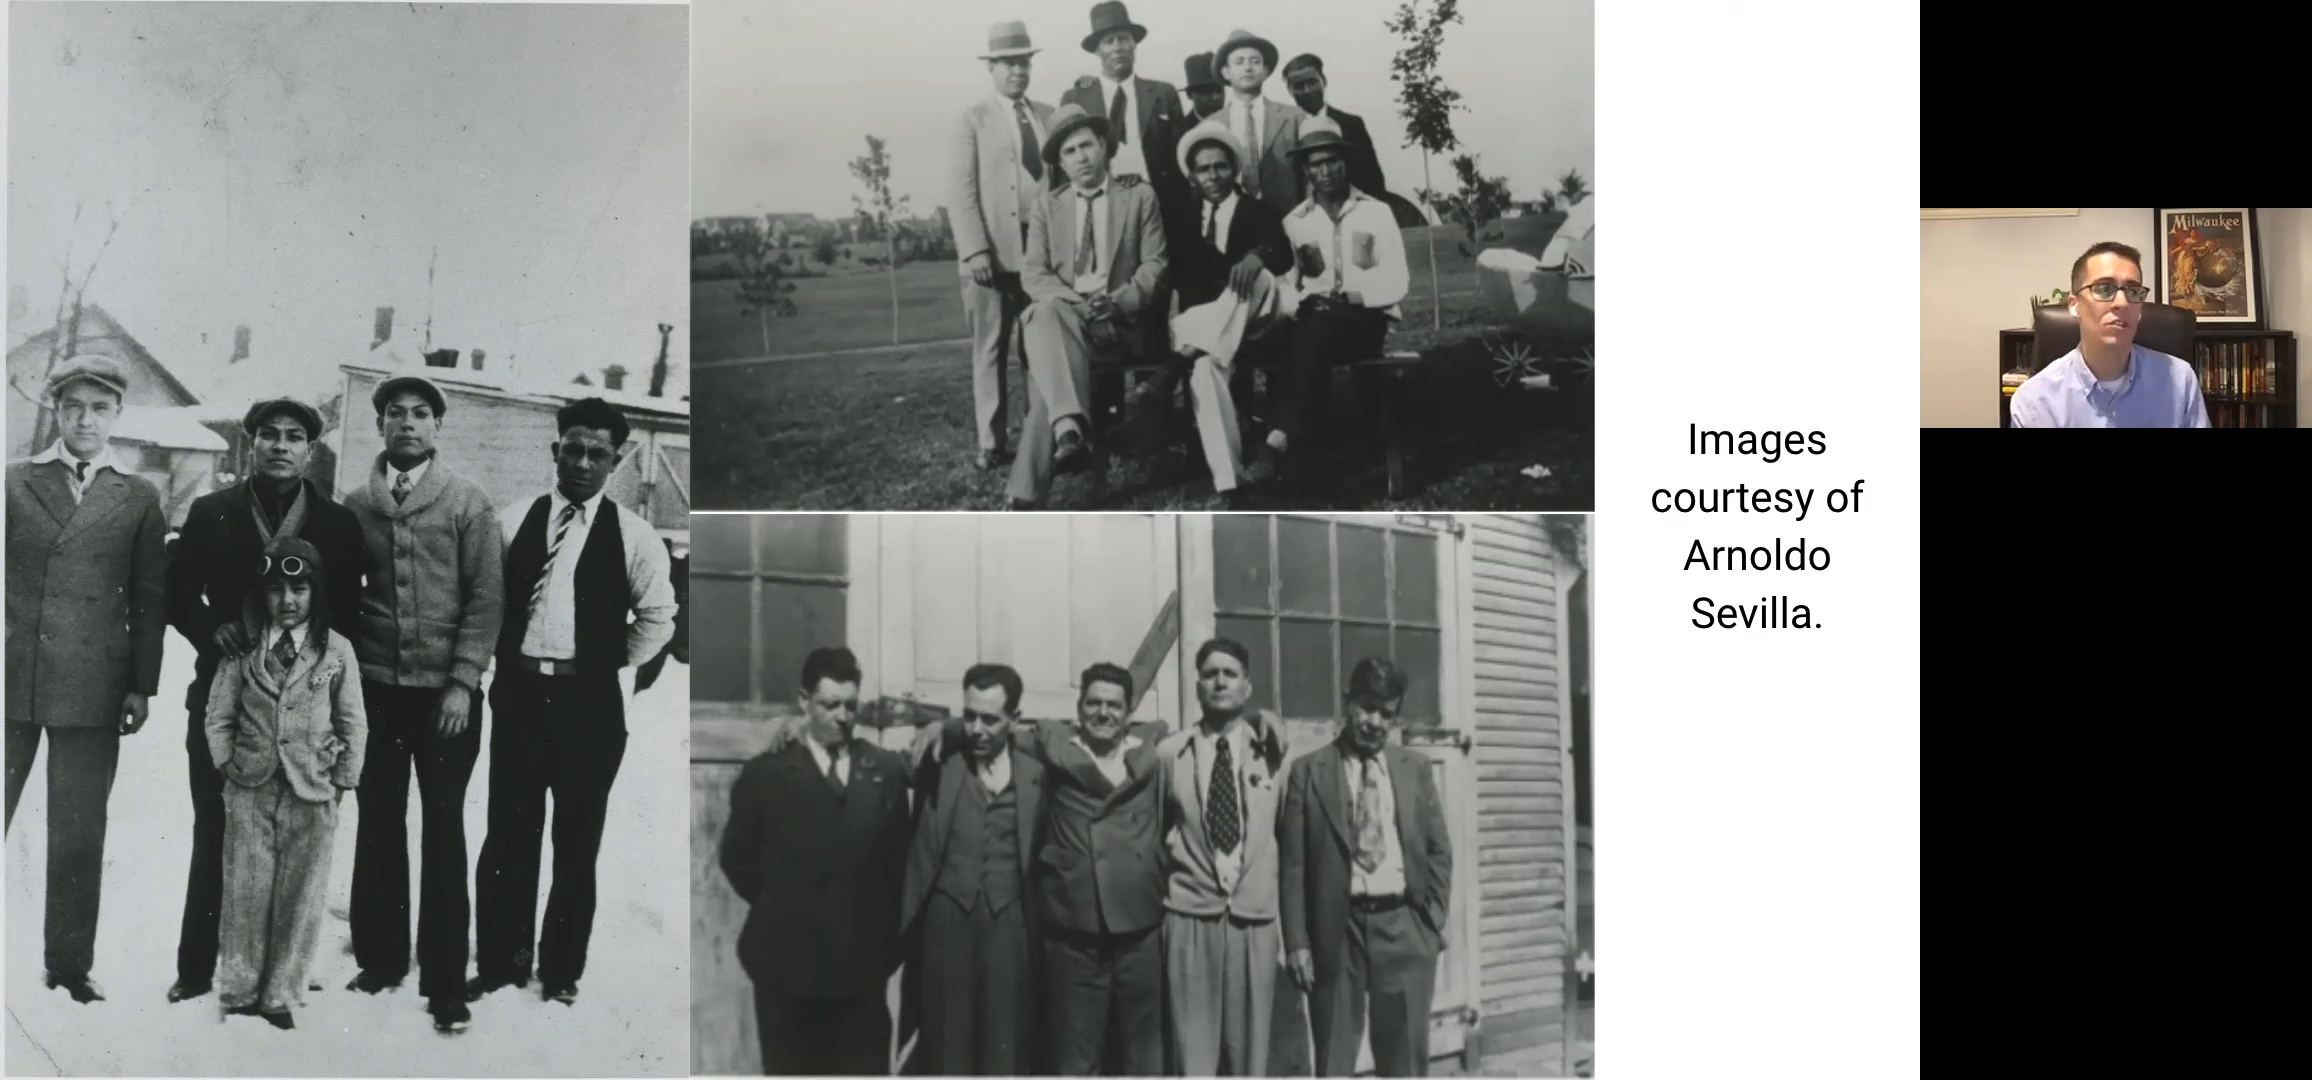 Images
courtesy of
Arnoldo
Sevilla.
Milwaukee